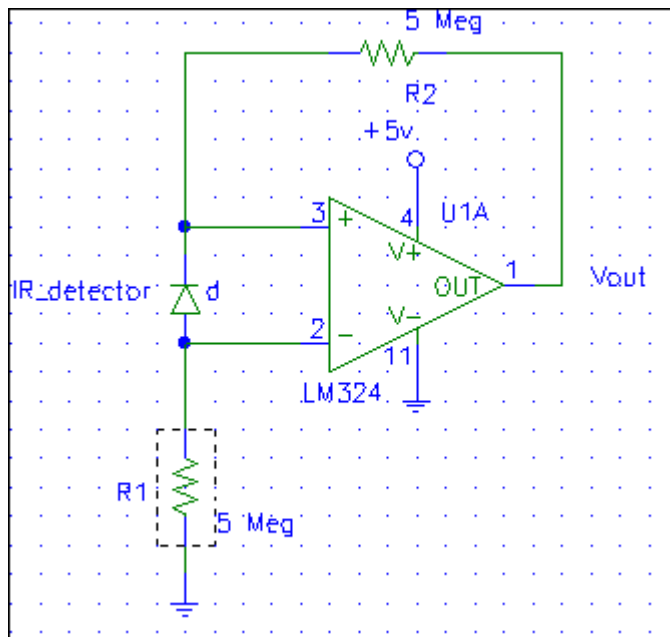 5 Meg
R2
+5v
3
+
4
U1A
V+
IR_detector
d
OUT
1
Vout
V-
2
-
11
LM324
R1
5 Meg